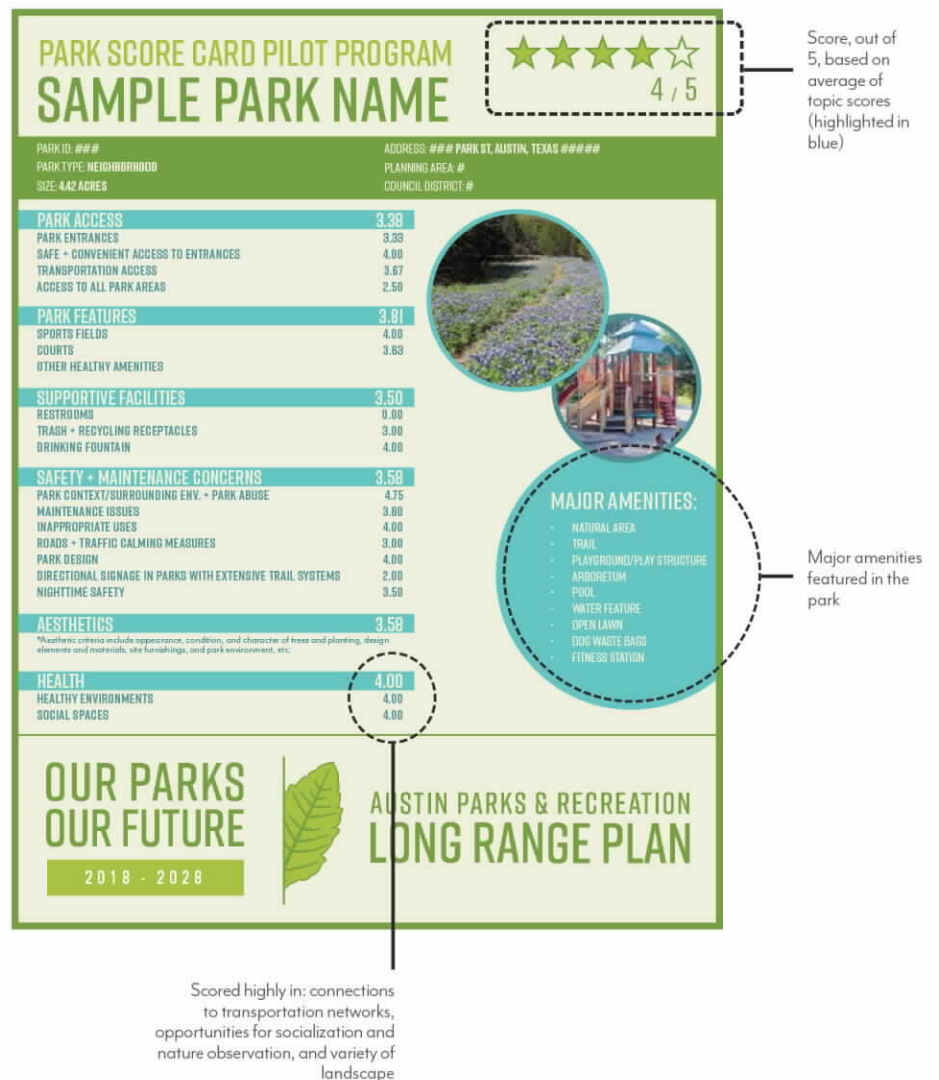 PARK SCORE CARD PILOT PROGRAM
SAMPLE PARK NAME
4 / 5
Score, out of
5, based on
average of
topic scores
(highlighted in
blue)
PARK ID: ###
PARK TYPE: NEIGHBORHOOD
SIZE: 4.42 ACRES
ADDRESS: ### PARK ST, AUSTIN, TEXAS #####
PLANNING AREA: #
COUNCIL DISTRICT: #
PARK ACCESS 3.38
PARK ENTRANCES 3.33
SAFE + CONVENIENT ACCESS TO ENTRANCES 4.00
TRANSPORTATION ACCESS 3.67
ACCESS TO ALL PARK AREAS 2.50
PARK FEATURES 3.81
SPORTS FIELDS 4.00
COURTS 3.63
OTHER HEALTHY AMENITIES
SUPPORTIVE FACILITIES 3.50
RESTROOMS 0.00
TRASH + RECYCLING RECEPTACLES 3.00
DRINKING FOUNTAIN 4.00
SAFETY + MAINTENANCE CONCERNS 3.58
PARK CONTEXT/SURROUNDING ENV. + PARK ABUSE 4.75
MAINTENANCE ISSUES 3.80
INAPPROPRIATE USES 4.00
ROADS + TRAFFIC CALMING MEASURES 3.00
PARK DESIGN 4.00
DIRECTIONAL SIGNAGE IN PARKS WITH EXTENSIVE TRAIL SYSTEMS 2.00
NIGHTTIME SAFETY 3.50
AESTHETICS 3.58
*Aesthetic criteria include appearance, condition, and character of trees and planting, design
elements and materials, site furnishings, and park environment, etc.
HEALTH 4.00
HEALTHY ENVIRONMENTS 4.00
SOCIAL SPACES 4.00
MAJOR AMENITIES:
· NATURAL AREA
· TRAIL
· PLAYGROUND/PLAY STRUCTURE
· ARBORETUM
· POOL
· WATER FEATURE
· OPEN LAWN
· DOG WASTE BAGS
· FITNESS STATION
Major amenities
featured in the
park
OUR PARKS
OUR FUTURE
2018 - 2028
AUSTIN PARKS & RECREATION
LONG RANGE PLAN
Scored highly in: connections
to transportation networks,
opportunities for socialization and
nature observation, and variety of
landscape